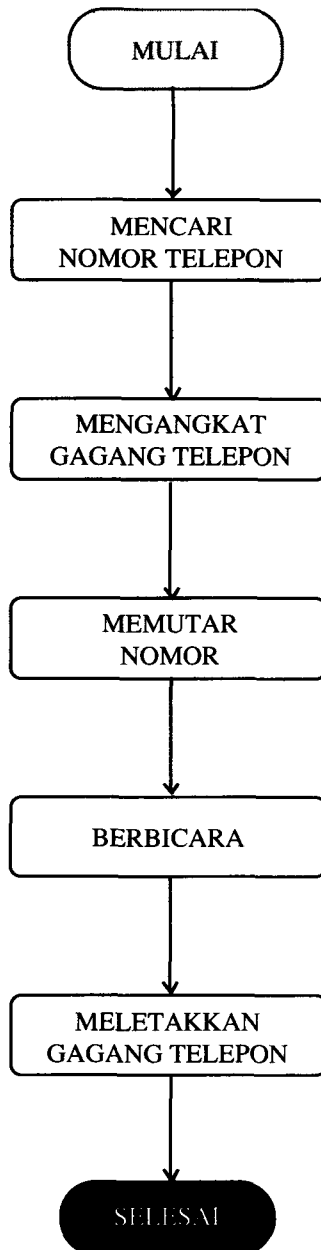 MULAI
MENCARI
NOMOR TELEPON
MENGANGKAT
GAGANG TELEPON
MEMUTAR
NOMOR
BERBICARA
MELETAKKAN
GAGANG TELEPON
SELESAI